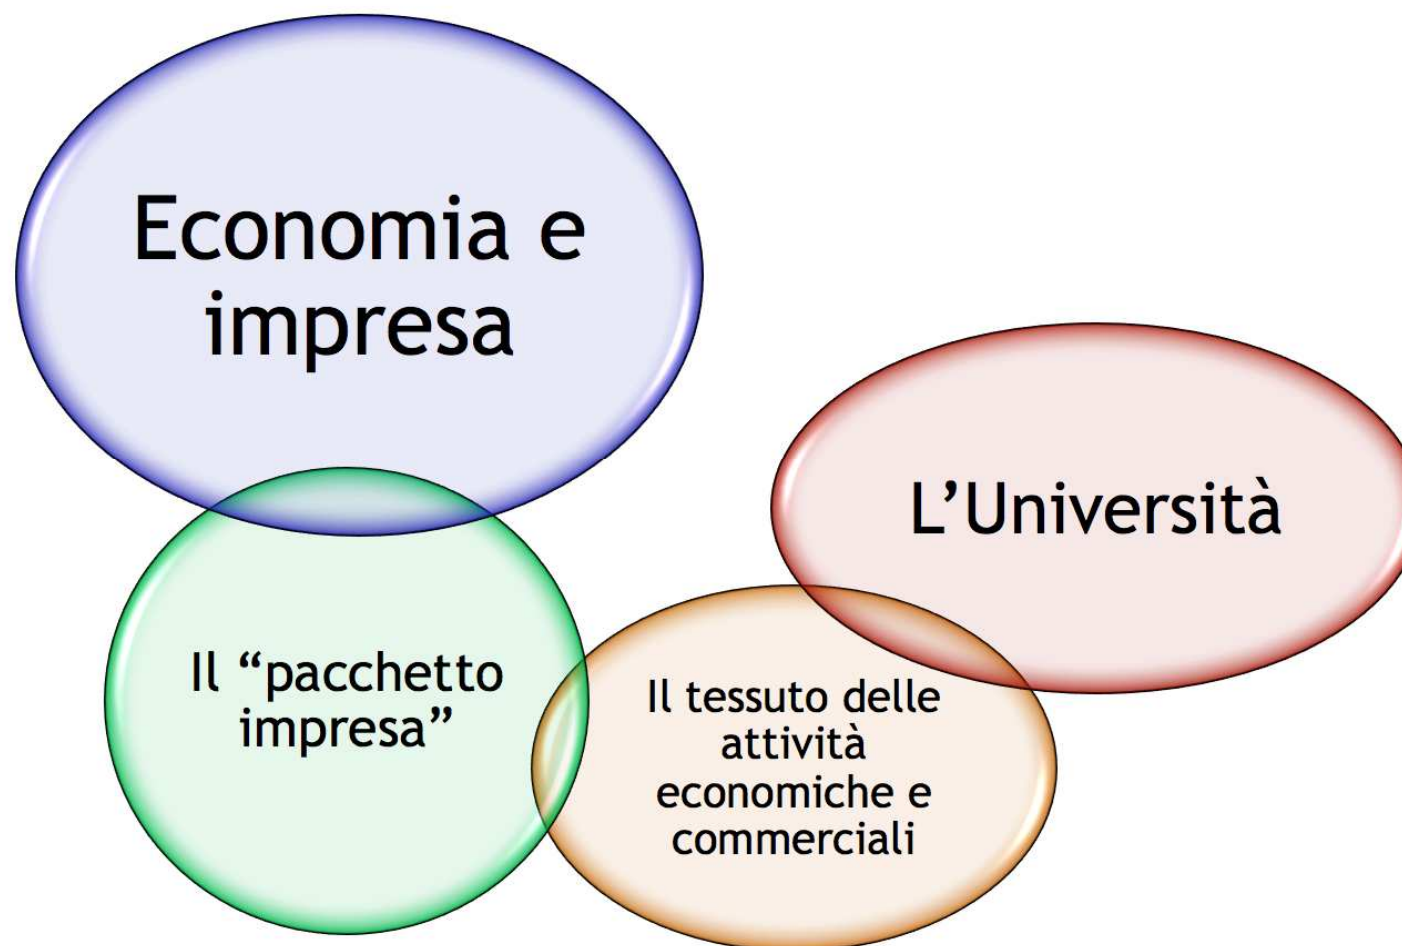 Economia e
impresa
L’Università
Il “pacchetto
impresa”
Il tessuto delle
attività
economiche e
commerciali